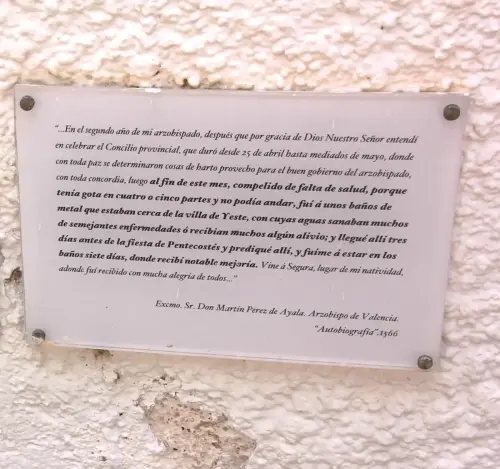 "...En el segundo año de mi arzobispado, después que por gracia de Dios Nuestro Señor entendí
en celebrar el Concilio provincial, que duró desde 25 de abril hasta mediados de mayo, donde
con toda paz se determinaron cosas de harto provecho para el buen gobierno del arzobispado,
con toda concordia, luego al fin de este mes, compelido de falta de salud, porque
tenía gota en cuatro o cinco partes y no podía andar, fuí á unos baños de
metal que estaban cerca de la villa de Yeste, con cuyas aguas sanaban muchos
de semejantes enfermedades ó recibian muchos algún alivio; y llegué allí tres
días antes de la fiesta de Pentecostés y prediqué allí, y fuíme á estar en los
baños siete días, donde recibí notable mejoría. Vine á Segura, lugar de mi natividad,
adonde fuí recibido con mucha alegria de todos..."
Excmo. Sr. Don Martín Pérez de Ayala. Arzobispo de Valencia.
"Autobiografía".1566